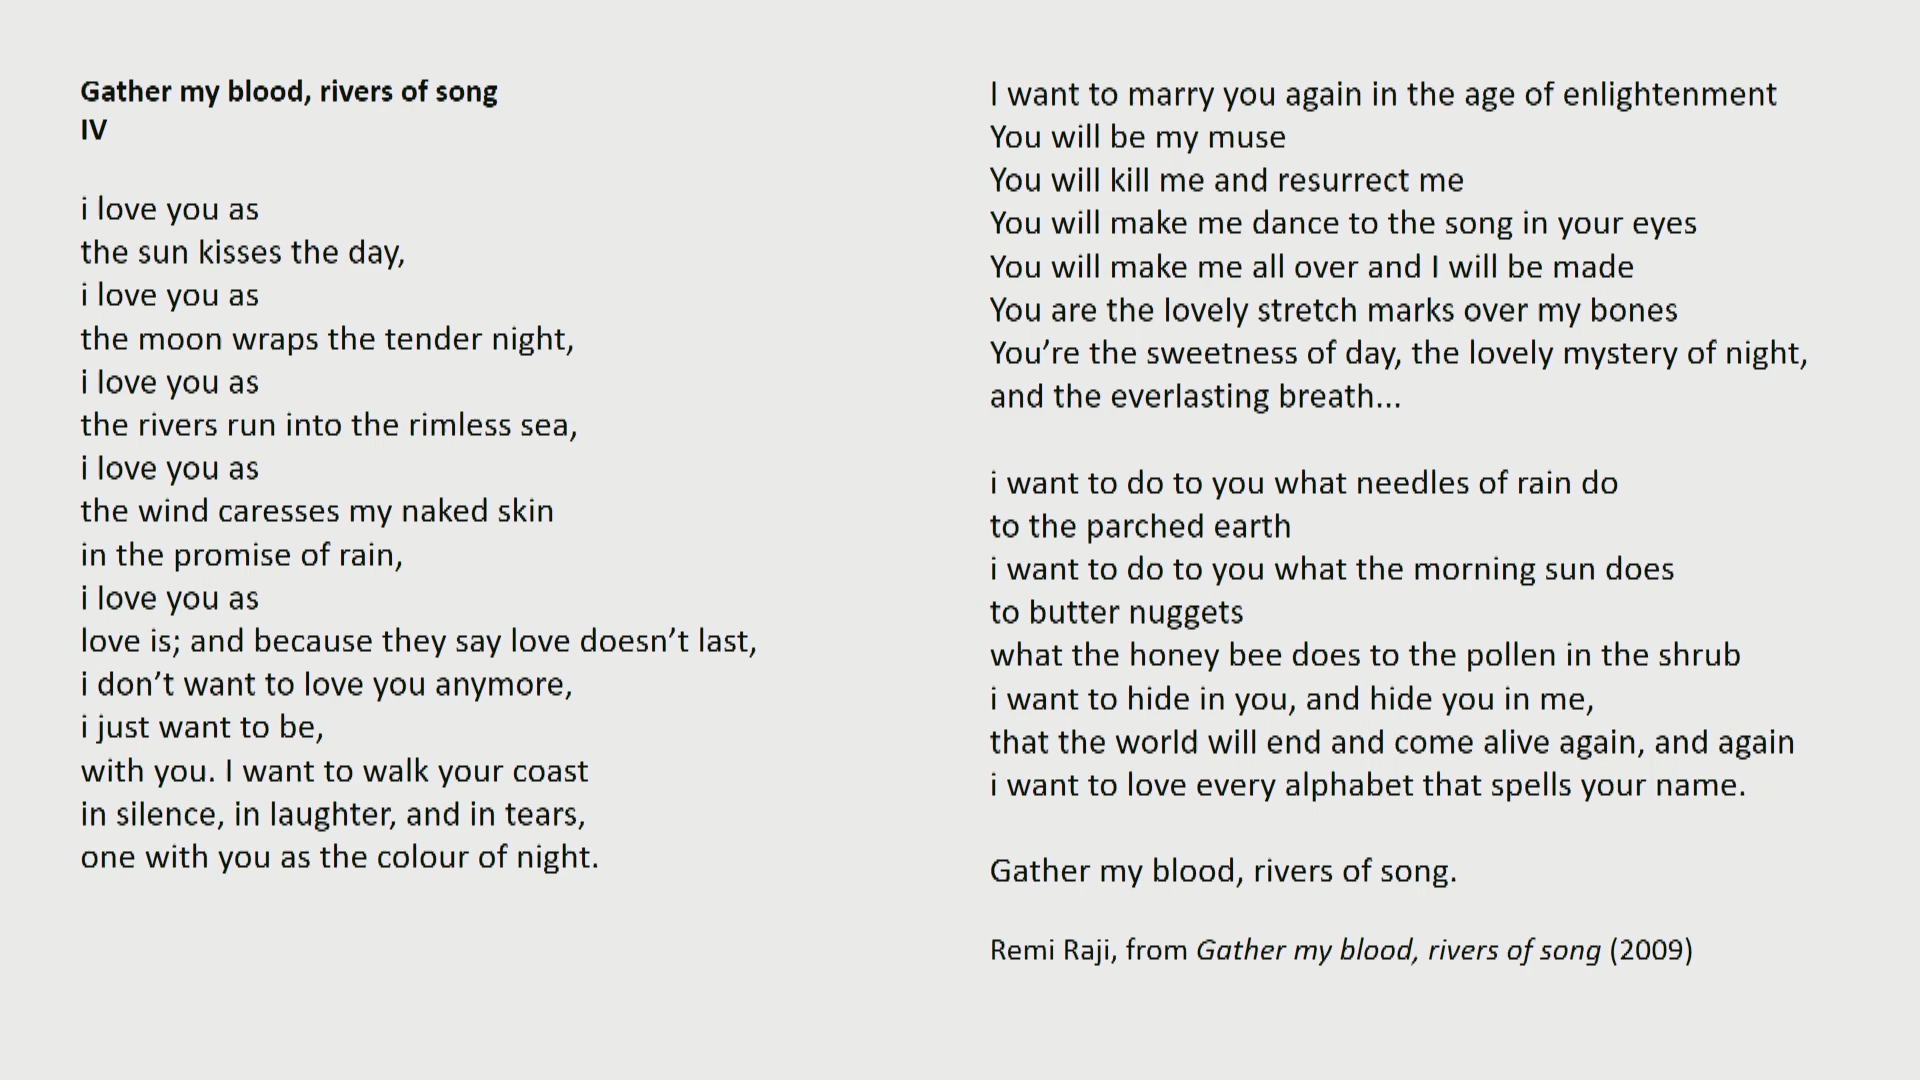 Gather my blood, rivers of song
IV
i love you as
the sun kisses the day,
i love you as
the moon wraps the tender night,
i love you as
the rivers run into the rimless sea,
i love you as
the wind caresses my naked skin
in the promise of rain,
i love you as
love is; and because they say love doesn’t last,
i don’t want to love you anymore,
i just want to be,
with you. I want to walk your coast
in silence, in laughter, and in tears,
one with you as the colour of night.
I want to marry you again in the age of enlightenment
You will be my muse
You will kill me and resurrect me
You will make me dance to the song in your eyes
You will make me all over and I will be made
You are the lovely stretch marks over my bones
You’re the sweetness of day, the lovely mystery of night,
and the everlasting breath...
i want to do to you what needles of rain do
to the parched earth
i want to do to you what the morning sun does
to butter nuggets
what the honey bee does to the pollen in the shrub
i want to hide in you, and hide you in me,
that the world will end and come alive again, and again
i want to love every alphabet that spells your name.
Gather my blood, rivers of song.
Remi Raji, from Gather my blood, rivers of song (2009)